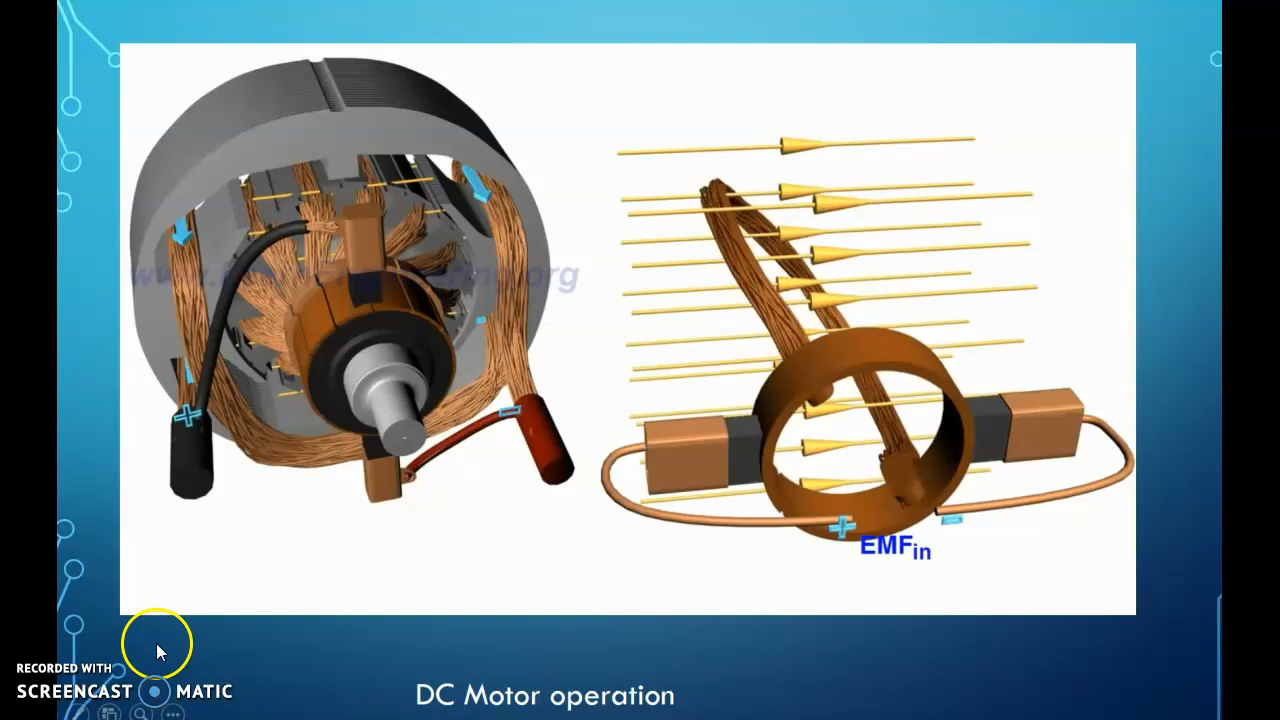 EMFin
RECORDED WITH
SCREENCAST MATIC
DC Motor operation